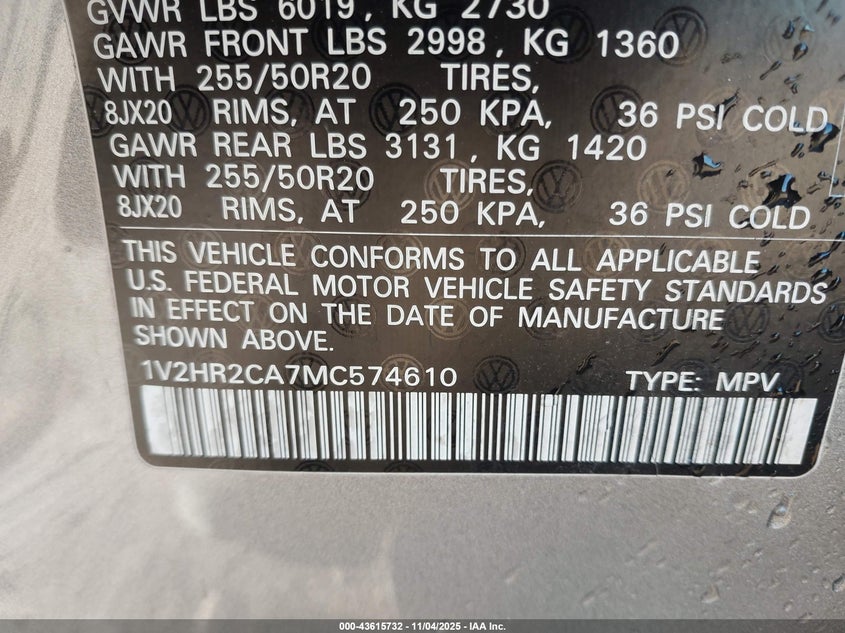 GVWR LBS 6019, KG 2730
GAWR FRONT LBS 2998, KG 1360
WITH 255/50R20 TIRES,
8JX20 RIMS, AT 250 KPA, 36 PSI COLD
GAWR REAR LBS 3131, KG 1420
WITH 255/50R20 TIRES,
8JX20 RIMS, AT 250 KPA, 36 PSI COLD
THIS VEHICLE CONFORMS TO ALL APPLICABLE
U.S. FEDERAL MOTOR VEHICLE SAFETY STANDARDS
IN EFFECT ON THE DATE OF MANUFACTURE
SHOWN ABOVE.
1V2HR2CA7MC574610 TYPE: MPV
000-43615732 - 11/04/2025 - IAA Inc.